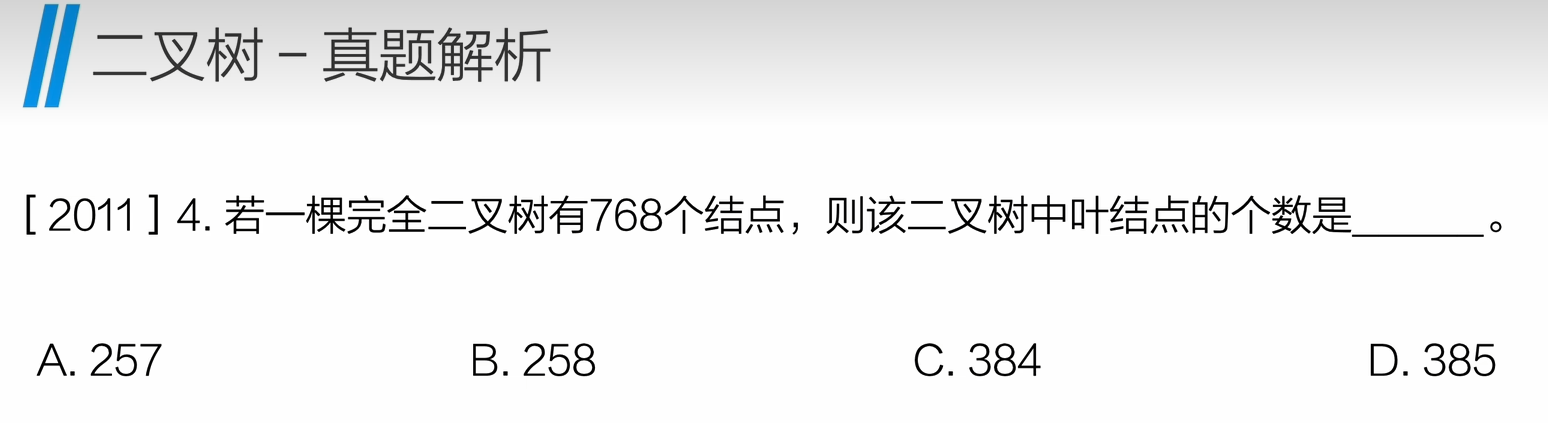 二叉树 – 真题解析
[ 2011 ] 4. 若一棵完全二叉树有768个结点，则该二叉树中叶结点的个数是______。
A. 257 B. 258 C. 384 D. 385